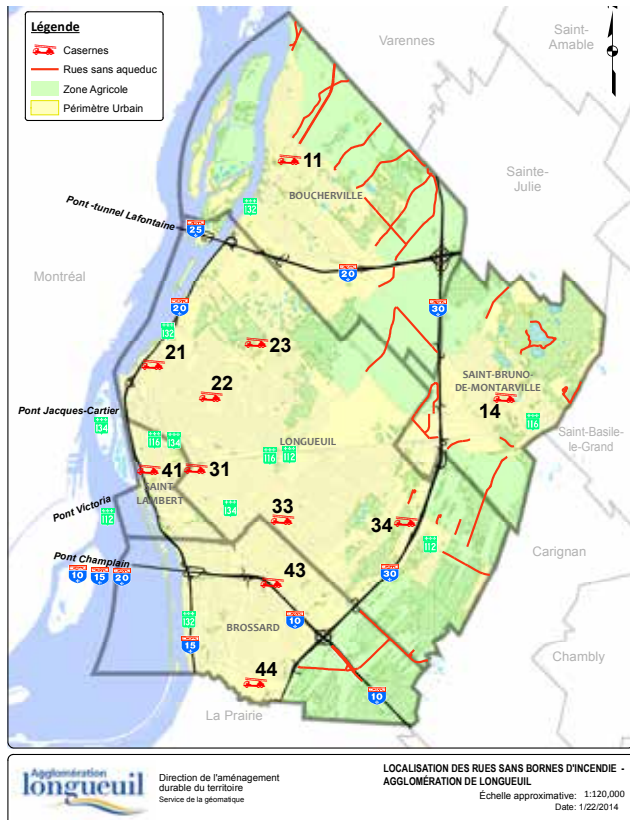 Légende
Casernes
Rues sans aqueduc
Zone Agricole
Périmètre Urbain
Varennes
Saint-
Amable
11
Sainte-
Julie
BOUCHERVILLE
132
Pont -tunnel Lafontaine
25
Montréal
20
20
30
132
23
21
SAINT-BRUNO-
DE-MONTARVILLE
22
14
Pont Jacques-Cartier
134
116
Saint-Basile-
le-Grand
116
134
LONGUEUIL
116
112
41
31
SAINT-
LAMBERT
Pont Victoria
112
134
33
34
112
Carignan
Pont Champlain
10
15
20
43
30
132
10
BROSSARD
15
Chambly
44
10
La Prairie
Agglomération
longueuil
Direction de l'aménagement
durable du territoire
Service de la géomatique
LOCALISATION DES RUES SANS BORNES D'INCENDIE -
AGGLOMÉRATION DE LONGUEUIL
Échelle approximative: 1:120,000
Date: 1/22/2014